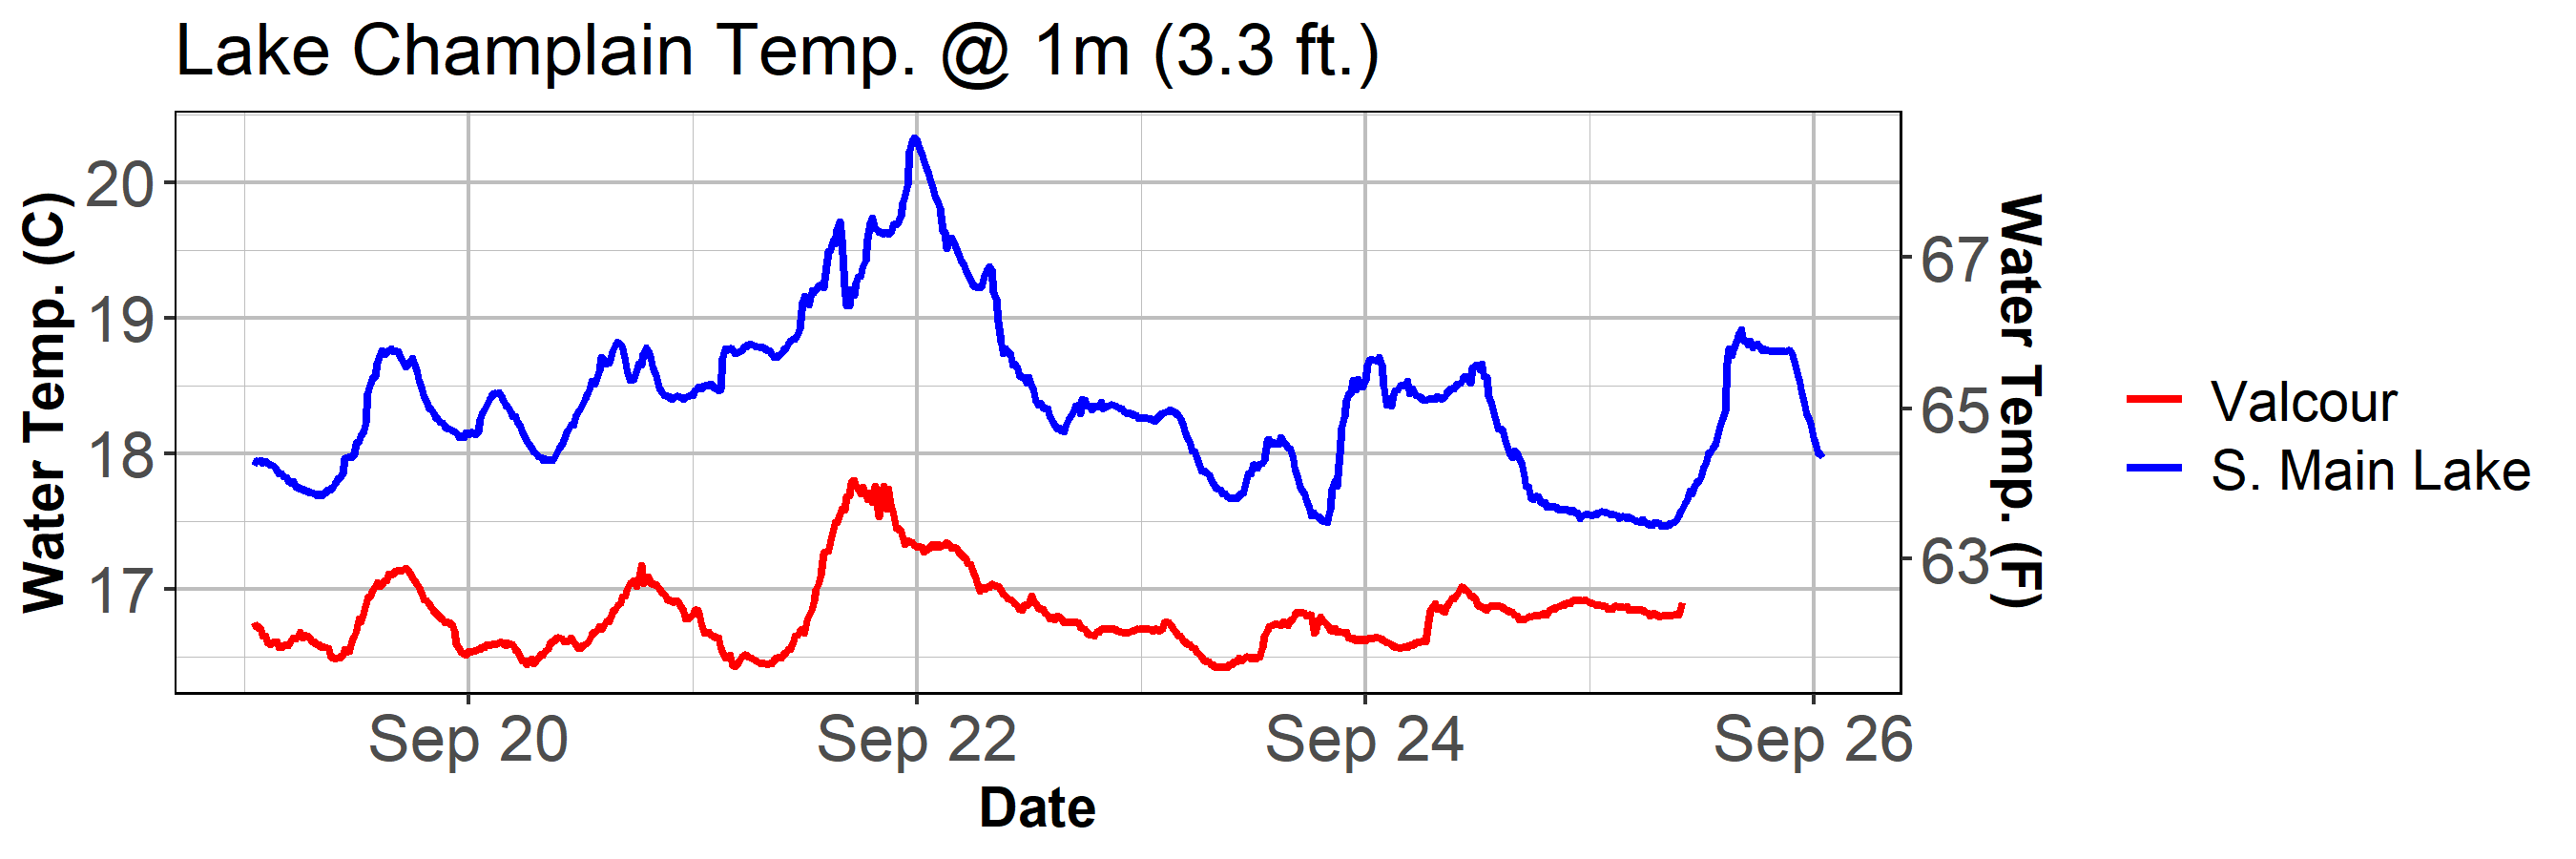 Lake Champlain Temp. @ 1m (3.3 ft.)
Water Temp. (C)
20
19
18
17
67
65
63
Water Temp. (F)
Sep 20
Sep 22
Sep 24
Sep 26
Date
Valcour
S. Main Lake